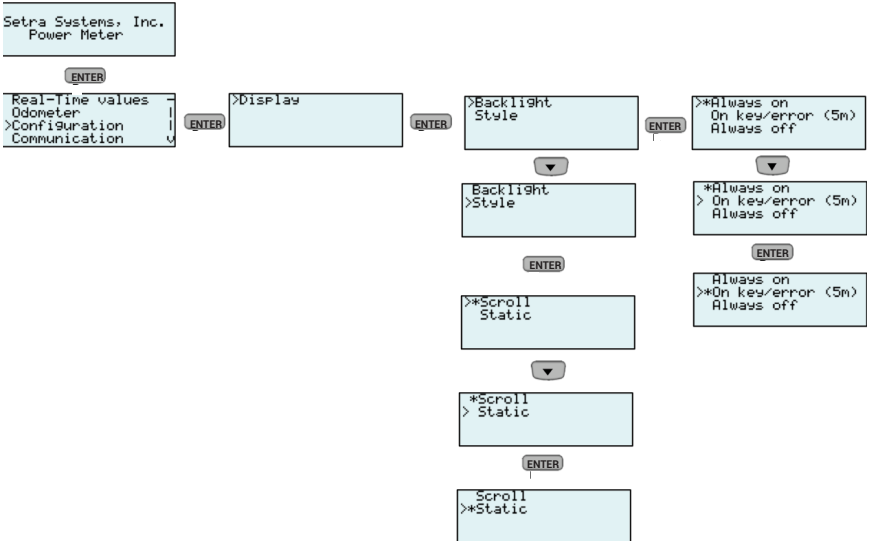 Setra Systems, Inc.
Power Meter
ENTER
Real-Time values
Odometer
>Configuration
Communication
ENTER
>Display
ENTER
>Backlight
Style
ENTER
>*Always on
On key/error (5m)
Always off
▼
▼
Backlight
>Style
*Always on
> On key/error (5m)
Always off
ENTER
ENTER
>*Scroll
Static
Always on
>*On key/error (5m)
Always off
▼
*Scroll
> Static
ENTER
Scroll
>*Static